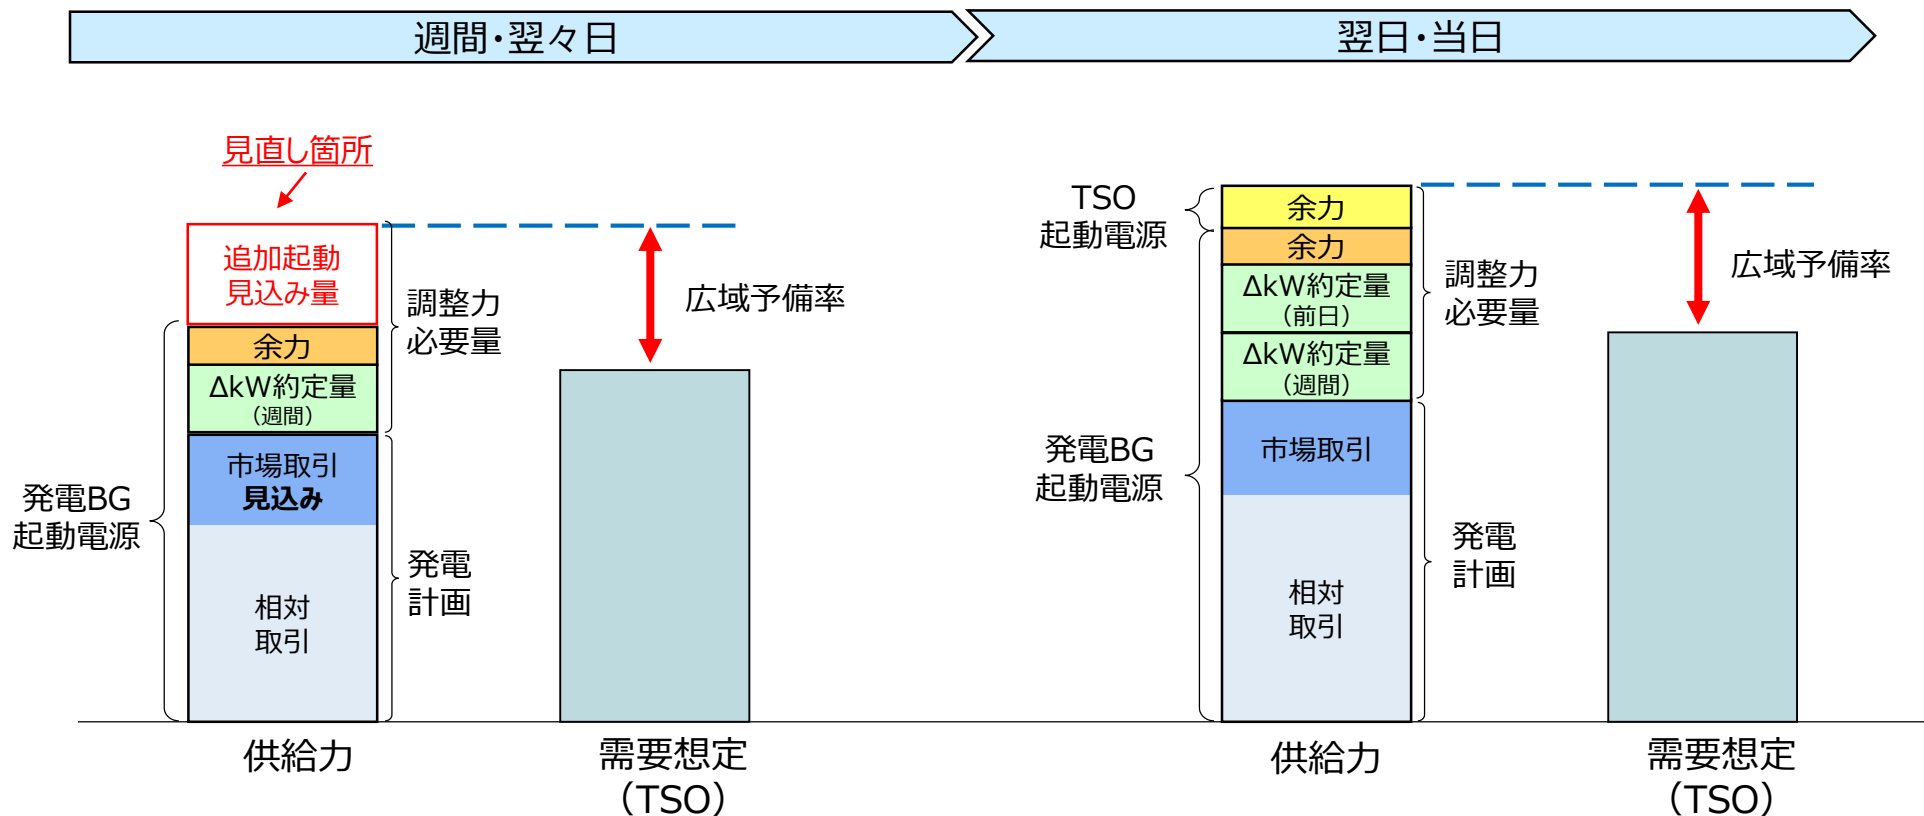 週間・翌々日
翌日・当日
見直し箇所
追加起動
見込み量
余力
ΔkW約定量
（週間）
市場取引
見込み
相対
取引
発電BG
起動電源
調整力
必要量
発電
計画
広域予備率
供給力
需要想定
（TSO）
TSO
起動電源
余力
余力
ΔkW約定量
（前日）
ΔkW約定量
（週間）
市場取引
相対
取引
発電BG
起動電源
調整力
必要量
発電
計画
広域予備率
供給力
需要想定
（TSO）